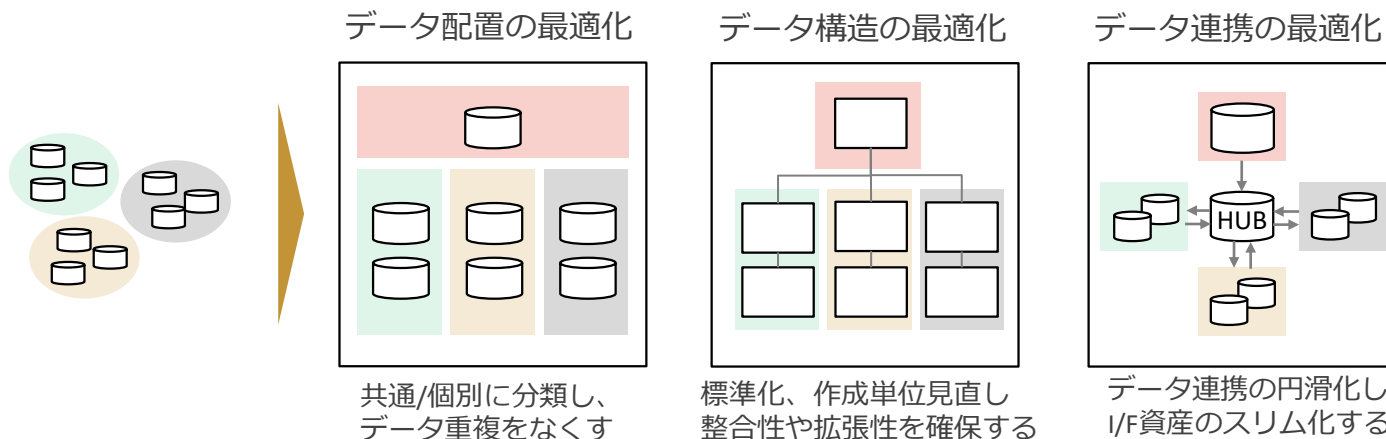 データ配置の最適化
データ構造の最適化
データ連携の最適化
HUB
共通/個別に分類し、
データ重複をなくす
標準化、作成単位見直し
整合性や拡張性を確保する
データ連携の円滑化し
I/F資産のスリム化する